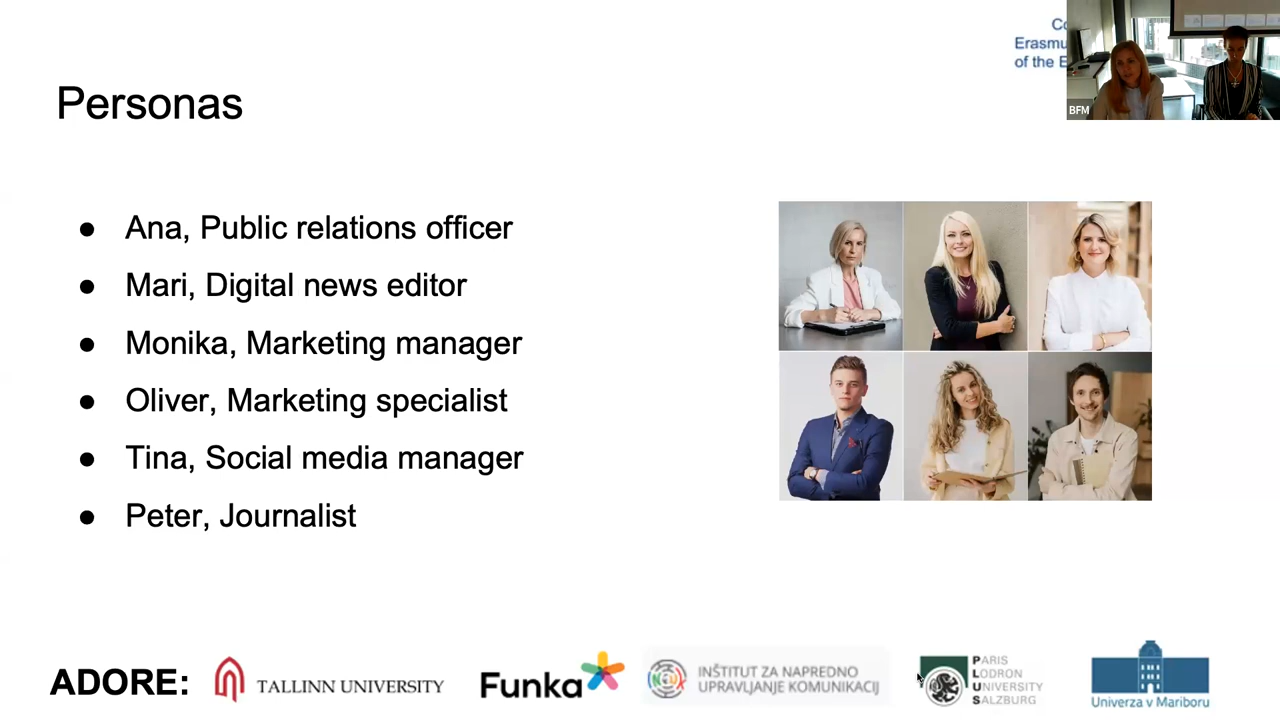 Co
Erasmu
of the E
BFM
Personas
● Ana, Public relations officer
● Mari, Digital news editor
● Monika, Marketing manager
● Oliver, Marketing specialist
● Tina, Social media manager
● Peter, Journalist
ADORE:
TALLINN UNIVERSITY
Funka
INŠTITUT ZA NAPREDNO
UPRAVLJANJE KOMUNIKACIJ
PARIS
LODRON
UNIVERSITY
SALZBURG
Univerza v Mariboru